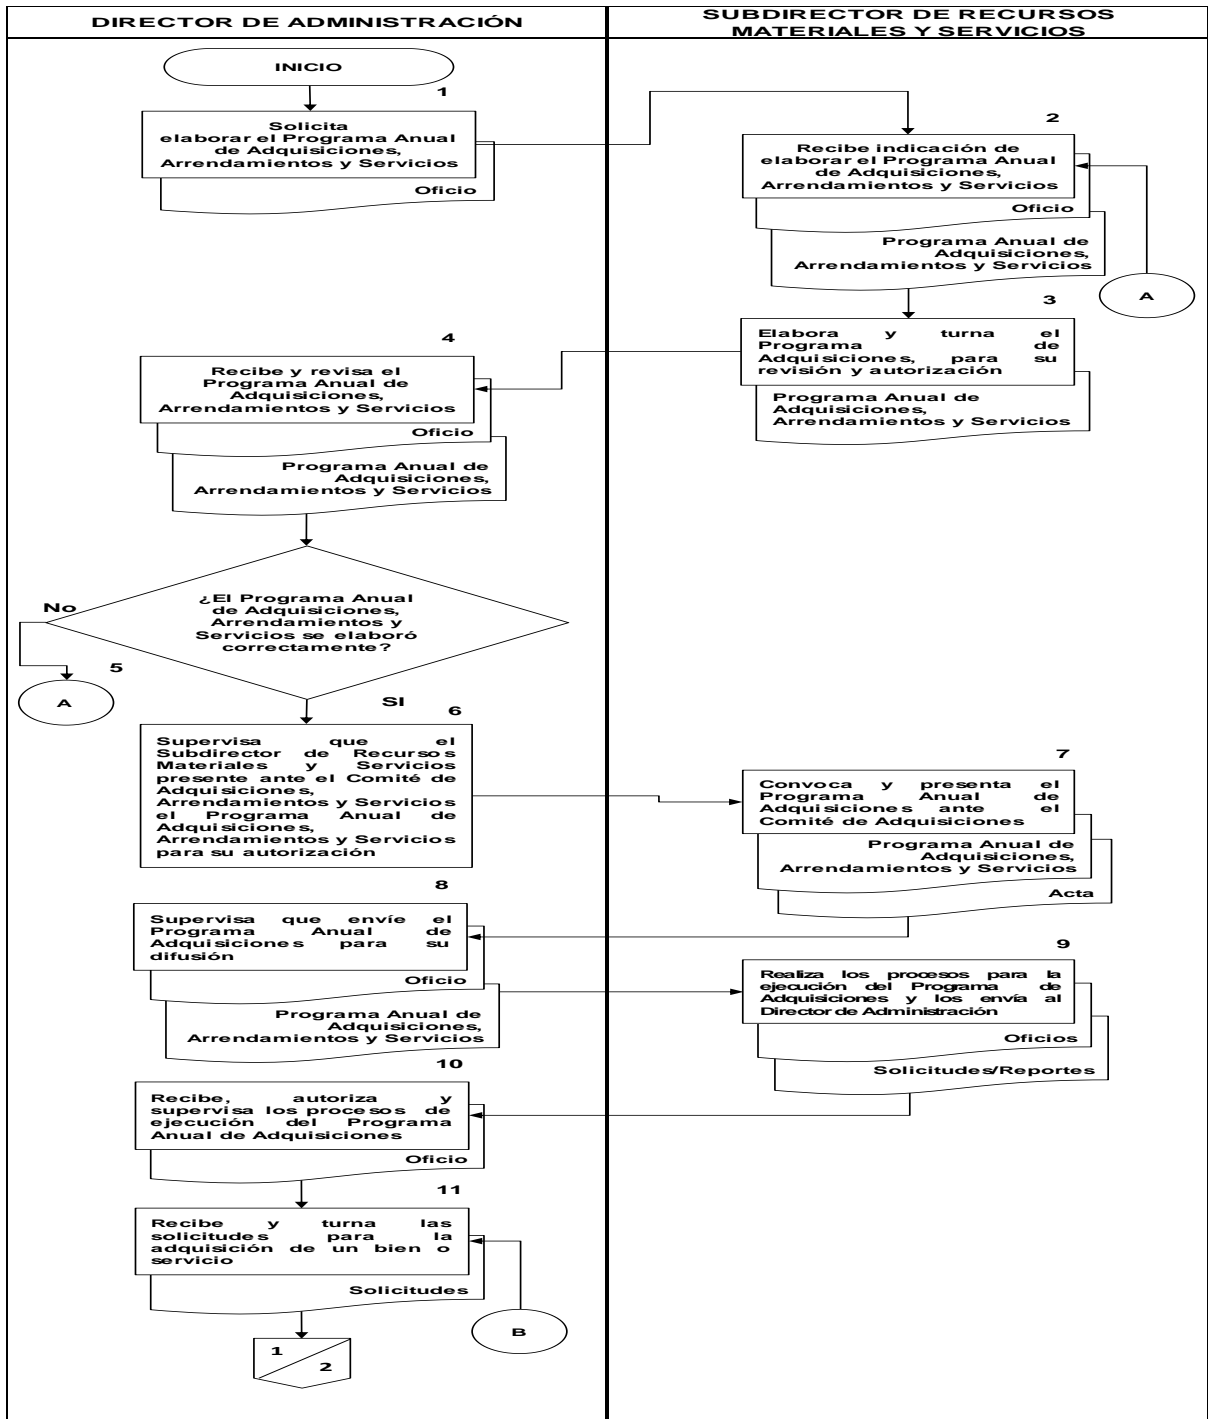 DIRECTOR DE ADMINISTRACIÓN
SUBDIRECTOR DE RECURSOS
MATERIALES Y SERVICIOS
INICIO
1
Solicita
elaborar el Programa Anual
de Adquisiciones,
Arrendamientos y Servicios
Oficio
2
Recibe indicación de
elaborar el Programa Anual
de Adquisiciones,
Arrendamientos y Servicios
Oficio
Programa Anual de
Adquisiciones,
Arrendamientos y Servicios
A
3
Elabora y turna el
Programa de
Adquisiciones, para su
revisión y autorización
Programa Anual de
Adquisiciones,
Arrendamientos y Servicios
4
Recibe y revisa el
Programa Anual de
Adquisiciones,
Arrendamientos y Servicios
Oficio
Programa Anual de
Adquisiciones,
Arrendamientos y Servicios
¿El Programa Anual
de Adquisiciones,
Arrendamientos y
Servicios se elaboró
correctamente?
No
5
A
SI
6
Supervisa que el
Subdirector de Recursos
Materiales y Servicios
presente ante el Comité de
Adquisiciones,
Arrendamientos y Servicios
el Programa Anual de
Adquisiciones,
Arrendamientos y Servicios
para su autorización
7
Convoca y presenta el
Programa Anual de
Adquisiciones ante el
Comité de Adquisiciones
Programa Anual de
Adquisiciones,
Arrendamientos y Servicios
Acta
8
Supervisa que envíe el
Programa Anual de
Adquisiciones para su
difusión
Oficio
Programa Anual de
Adquisiciones,
Arrendamientos y Servicios
9
Realiza los procesos para la
ejecución del Programa de
Adquisiciones y los envía al
Director de Administración
Oficios
Solicitudes/Reportes
10
Recibe, autoriza y
supervisa los procesos de
ejecución del Programa
Anual de Adquisiciones
Oficio
11
Recibe y turna las
solicitudes para la
adquisición de un bien o
servicio
Solicitudes
B
1
2